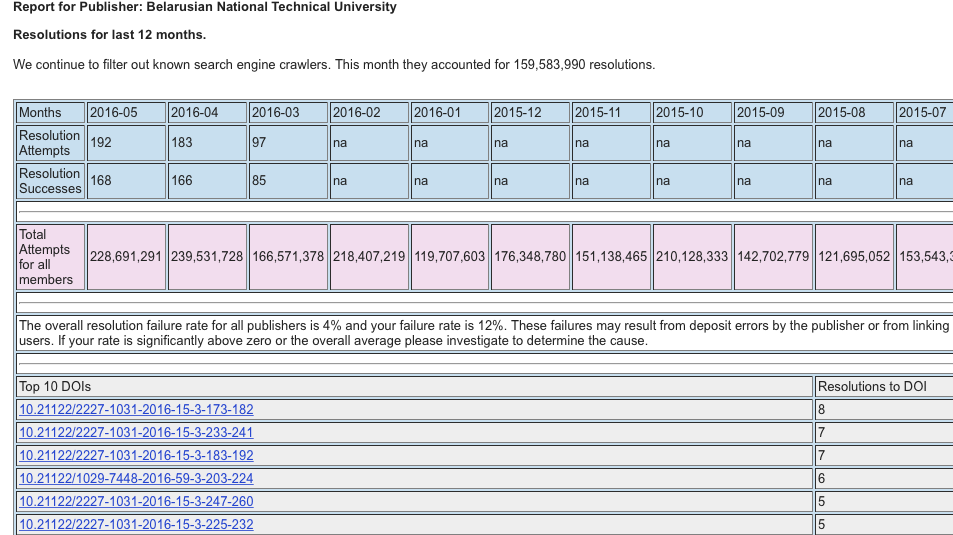 Report for Publisher: Belarusian National Technical University
Resolutions for last 12 months.
We continue to filter out known search engine crawlers. This month they accounted for 159,583,990 resolutions.
Months 2016-05 2016-04 2016-03 2016-02 2016-01 2015-12 2015-11 2015-10 2015-09 2015-08 2015-07
Resolution Attempts 192 183 97 na na na na na na na na
Resolution Successes 168 166 85 na na na na na na na na
Total Attempts for all members 228,691,291 239,531,728 166,571,378 218,407,219 119,707,603 176,348,780 151,138,465 210,128,333 142,702,779 121,695,052 153,543,
The overall resolution failure rate for all publishers is 4% and your failure rate is 12%. These failures may result from deposit errors by the publisher or from linking
users. If your rate is significantly above zero or the overall average please investigate to determine the cause.
Top 10 DOIs Resolutions to DOI
10.21122/2227-1031-2016-15-3-173-182 8
10.21122/2227-1031-2016-15-3-233-241 7
10.21122/2227-1031-2016-15-3-183-192 7
10.21122/1029-7448-2016-59-3-203-224 6
10.21122/2227-1031-2016-15-3-247-260 5
10.21122/2227-1031-2016-15-3-225-232 5